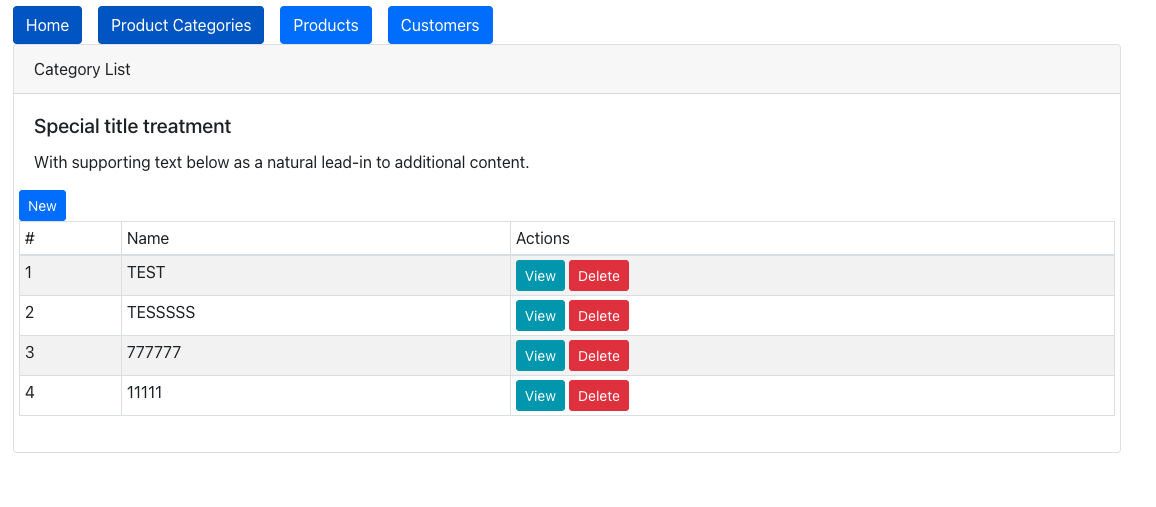 Home Product Categories Products Customers
Category List
Special title treatment
With supporting text below as a natural lead-in to additional content.
New
# Name Actions
1 TEST View Delete
2 TESSSSS View Delete
3 777777 View Delete
4 11111 View Delete